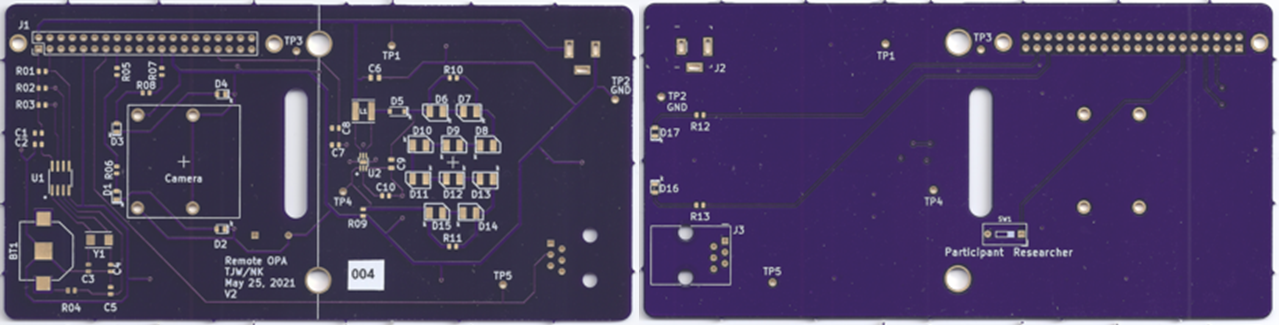 J1
TP3
TP1
R01
R02
R03
R05
R07
R08
C6
R10
TP2
GND
D4
L1
D5
D6
D7
C1
C2
D3
C8
C7
D10
D9
D8
U1
R06
D1
Camera
U2
C9
D11
D12
D13
TP4
C10
R09
D15
D14
BT1
Y1
D2
R11
C3
C4
R04
C5
Remote OPA
TJW/NK
May 25, 2021
V2
004
TP5
J2
TP1
TP3
TP2
GND
D17
R12
D16
R13
TP4
J3
SW1
Participant Researcher
TP5